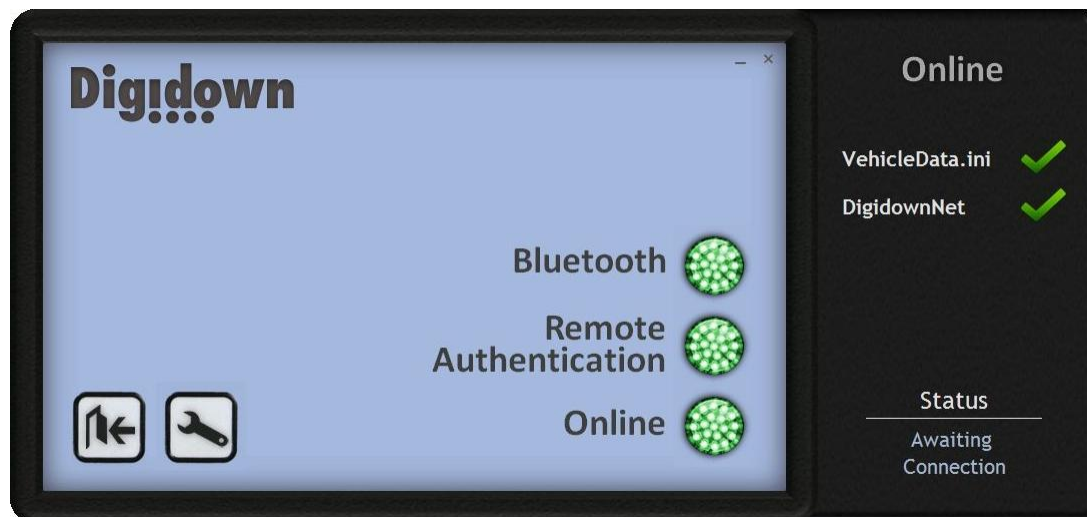 Digidown
Bluetooth
Remote
Authentication
Online
Online
VehicleData.ini
DigidownNet
Status
Awaiting
Connection